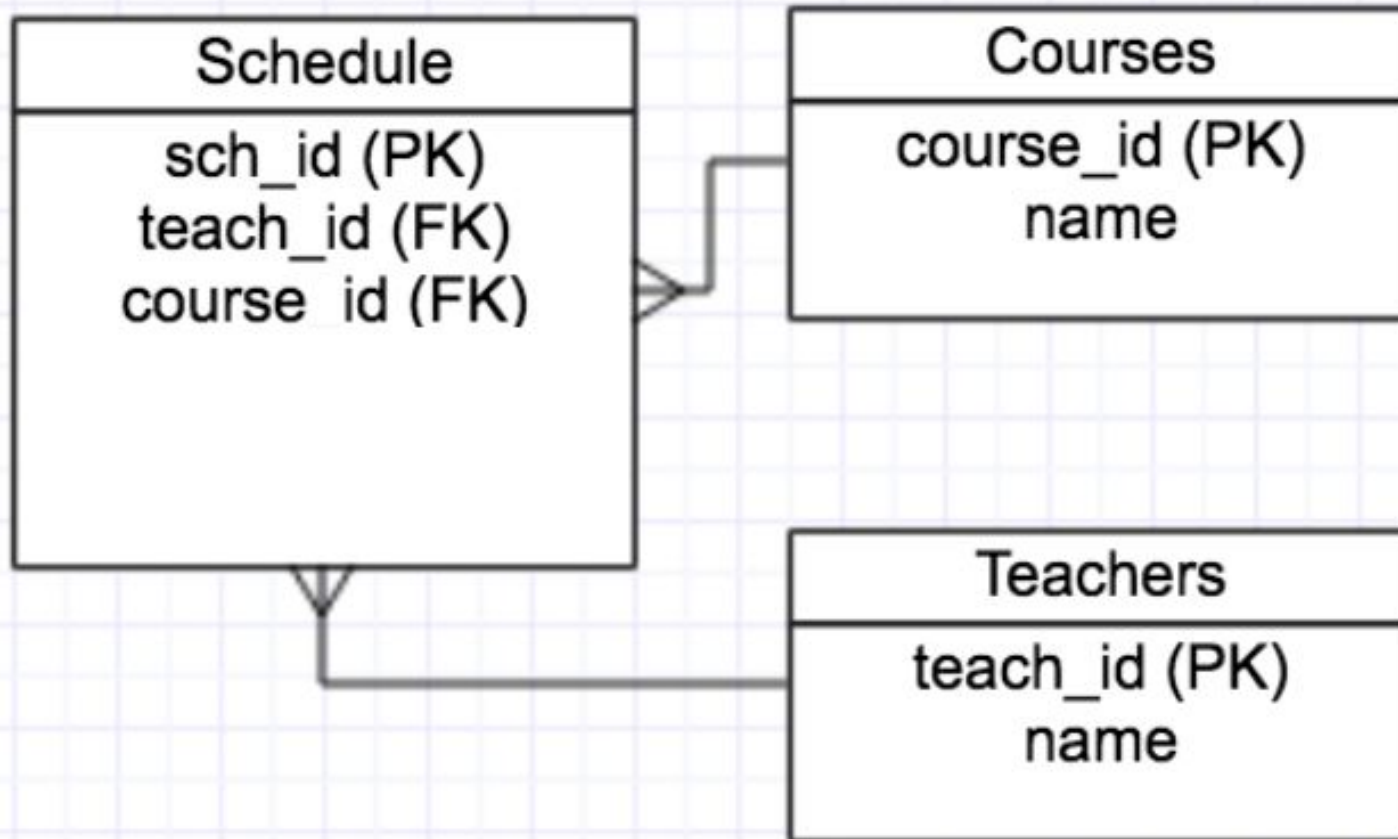 Schedule
sch_id (PK)
teach_id (FK)
course_id (FK)
Courses
course_id (PK)
name
Teachers
teach_id (PK)
name